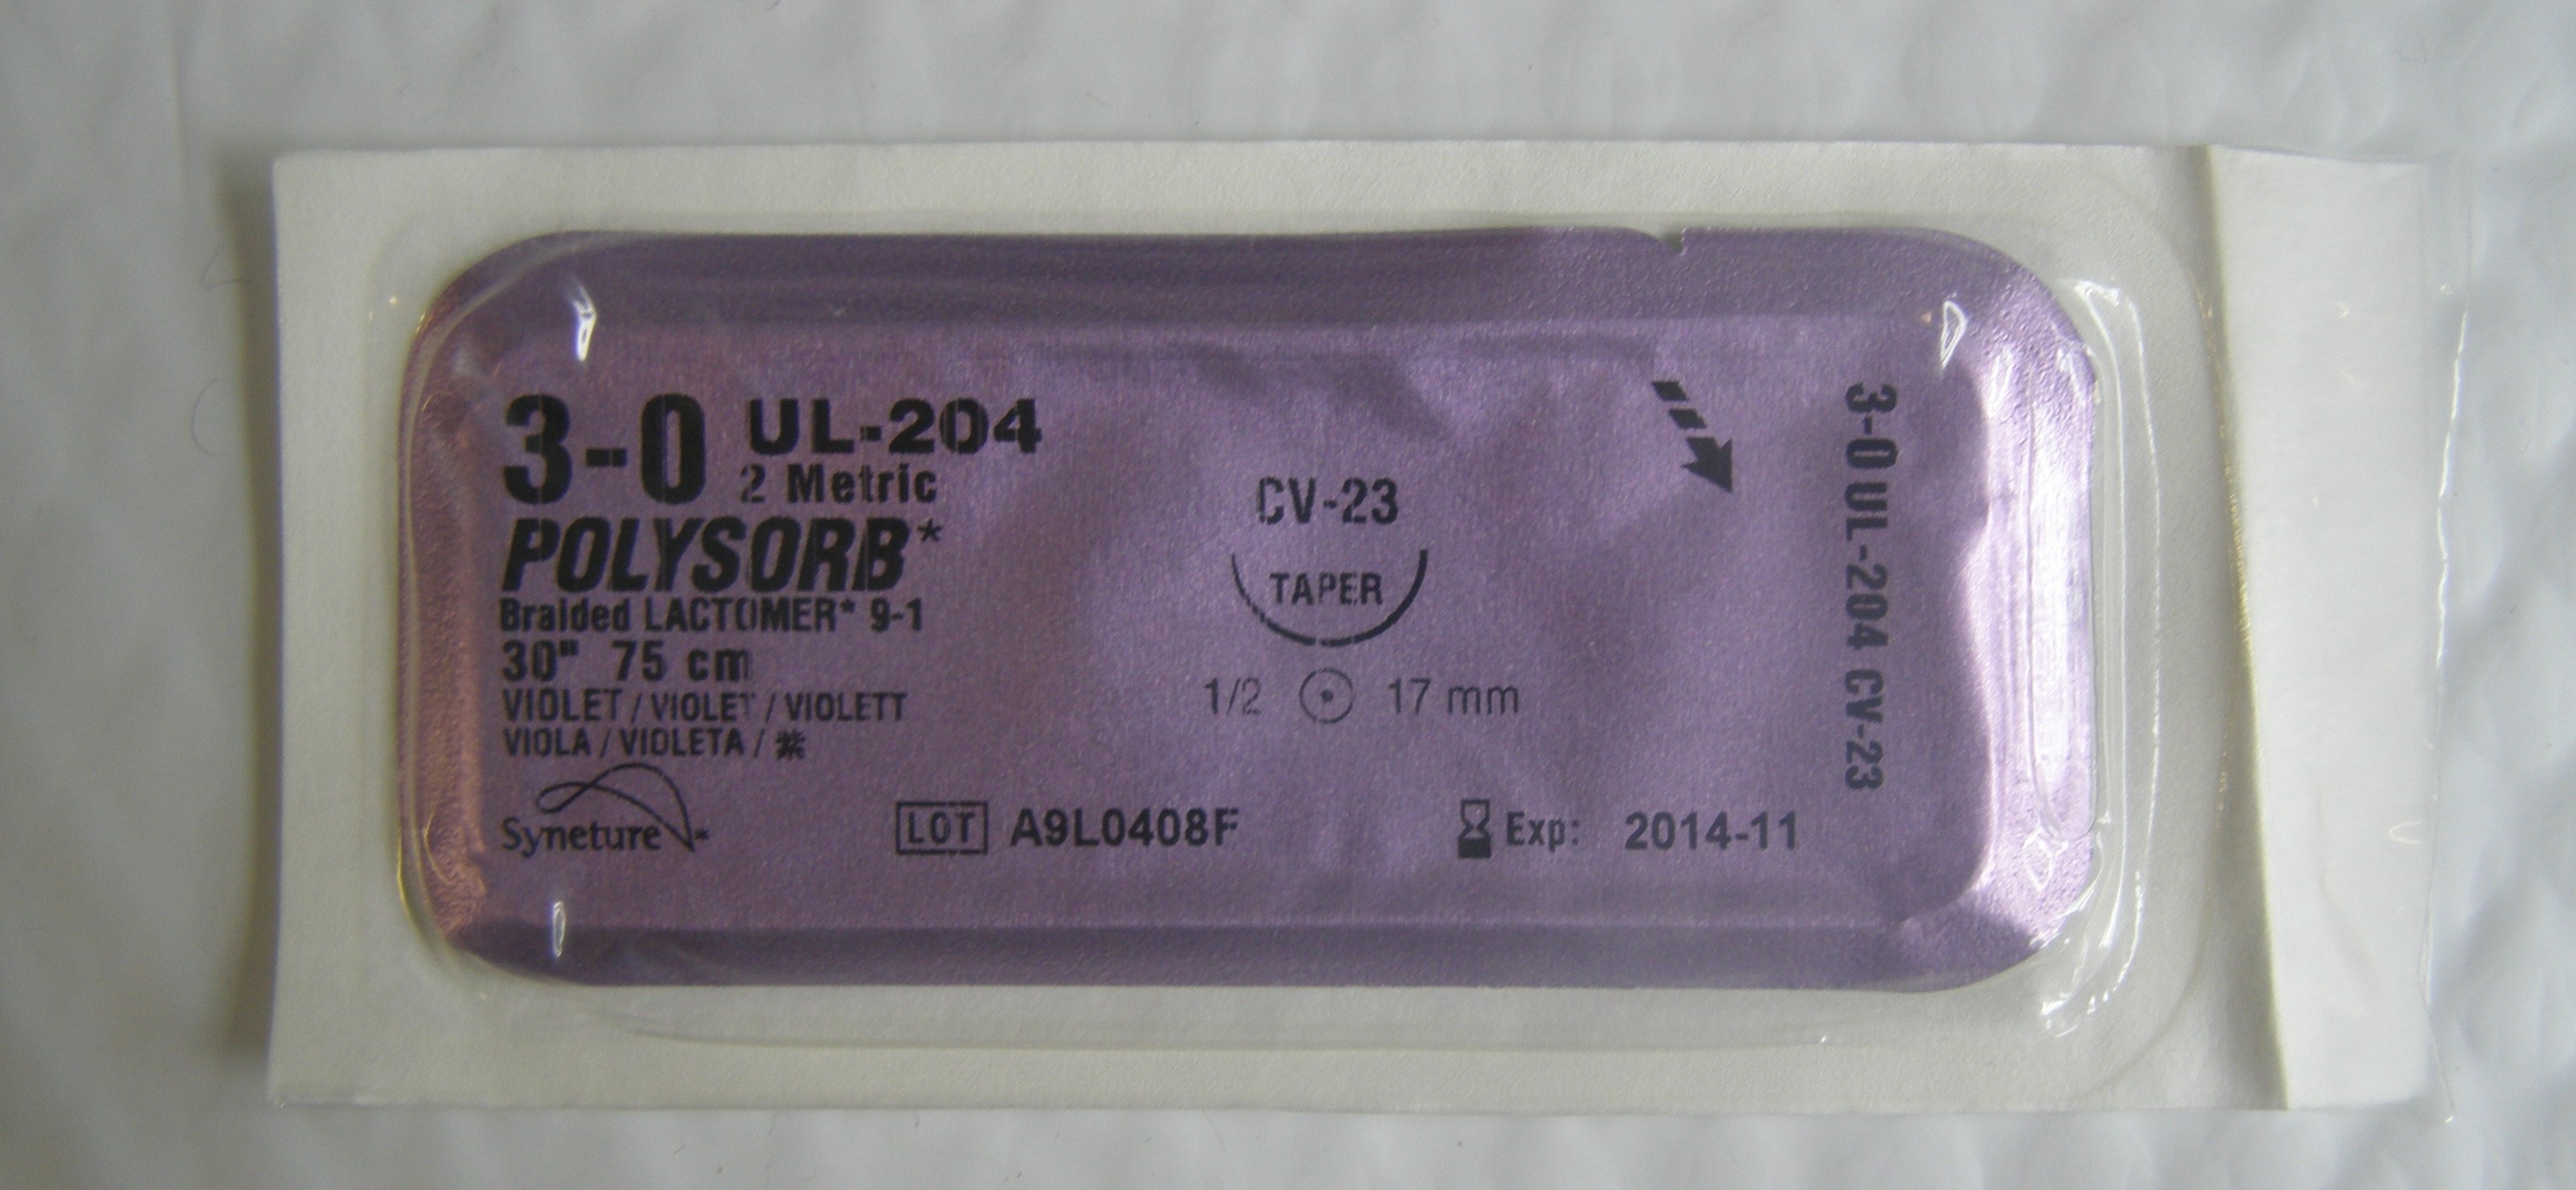 3-0 UL-204
2 Metric
POLYSORB*
Braided LACTOMER* 9-1
30" 75 cm
VIOLET / VIOLET / VIOLETT
VIOLA / VIOLETA / 紫
Syneture*
CV-23
TAPER
1/2 17 mm
LOT A9L0408F
Exp: 2014-11
3-0 UL-204 CV-23